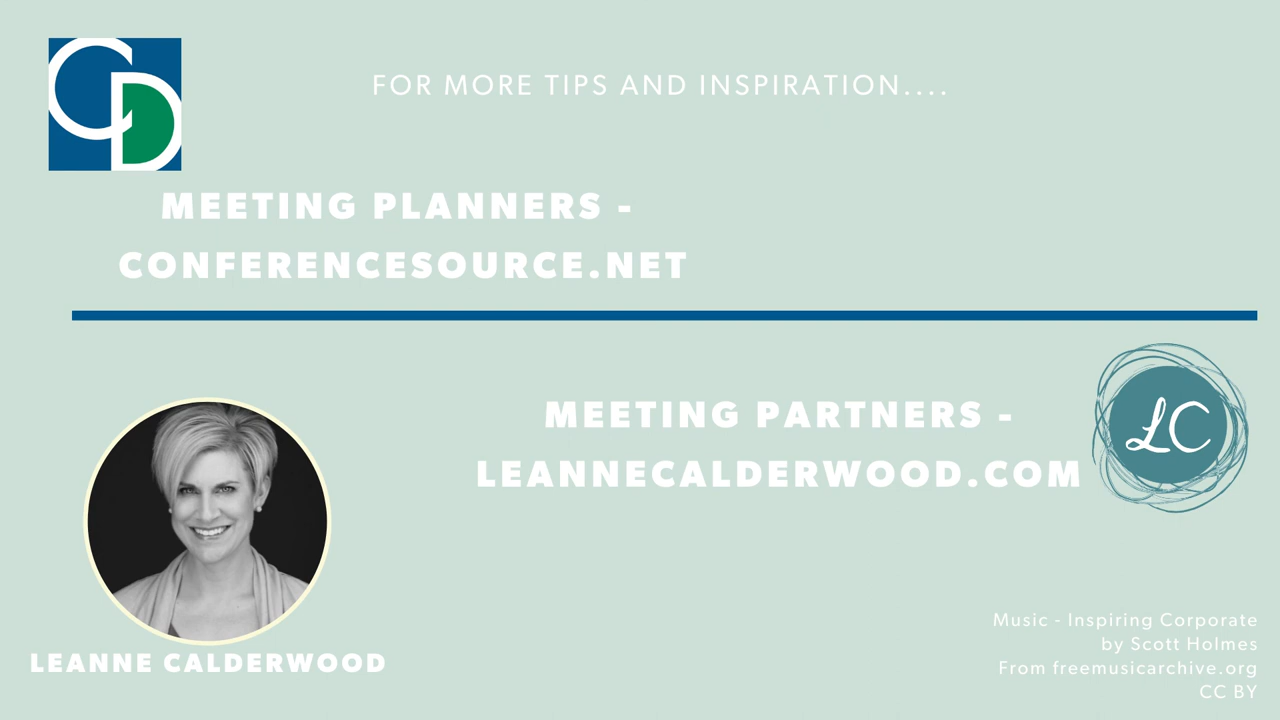 CD
FOR MORE TIPS AND INSPIRATION....
MEETING PLANNERS -
CONFERENCESOURCE.NET
MEETING PARTNERS -
LEANNECALDERWOOD.COM
LC
LEANNE CALDERWOOD
Music - Inspiring Corporate
by Scott Holmes
From freemusicarchive.org
CC BY